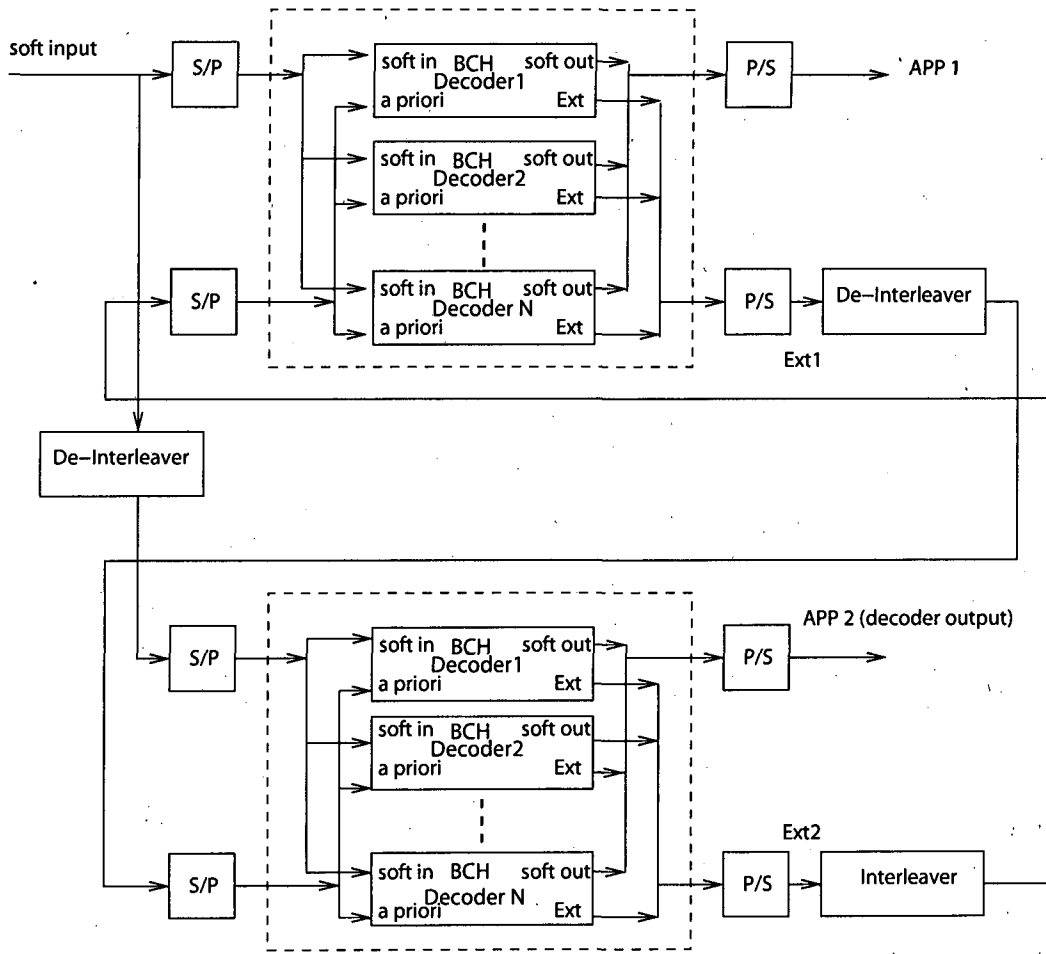 soft input
S/P
soft in BCH soft out
Decoder1
a priori Ext
P/S
APP 1
soft in BCH soft out
Decoder2
a priori Ext
S/P
soft in BCH soft out
Decoder N
a priori Ext
P/S
De–Interleaver
Ext1
De–Interleaver
S/P
soft in BCH soft out
Decoder1
a priori Ext
P/S
APP 2 (decoder output)
soft in BCH soft out
Decoder2
a priori Ext
Ext2
S/P
soft in BCH soft out
Decoder N
a priori Ext
P/S
Interleaver